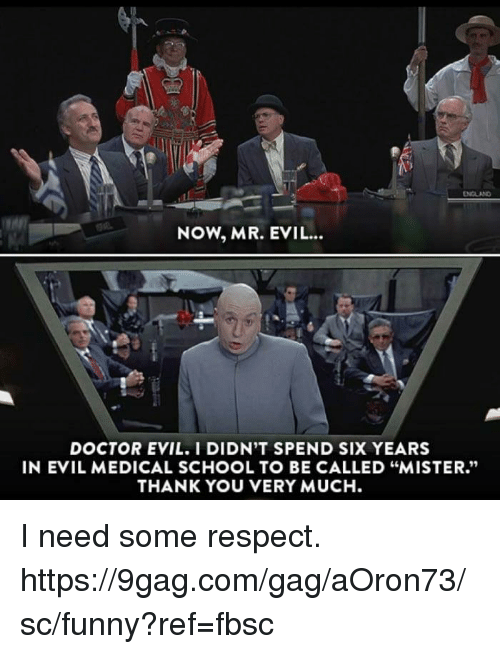 ENGLAND
NOW, MR. EVIL...
DOCTOR EVIL. I DIDN'T SPEND SIX YEARS
IN EVIL MEDICAL SCHOOL TO BE CALLED “MISTER.”
THANK YOU VERY MUCH.
I need some respect.
https://9gag.com/gag/aOron73/
sc/funny?ref=fbsc